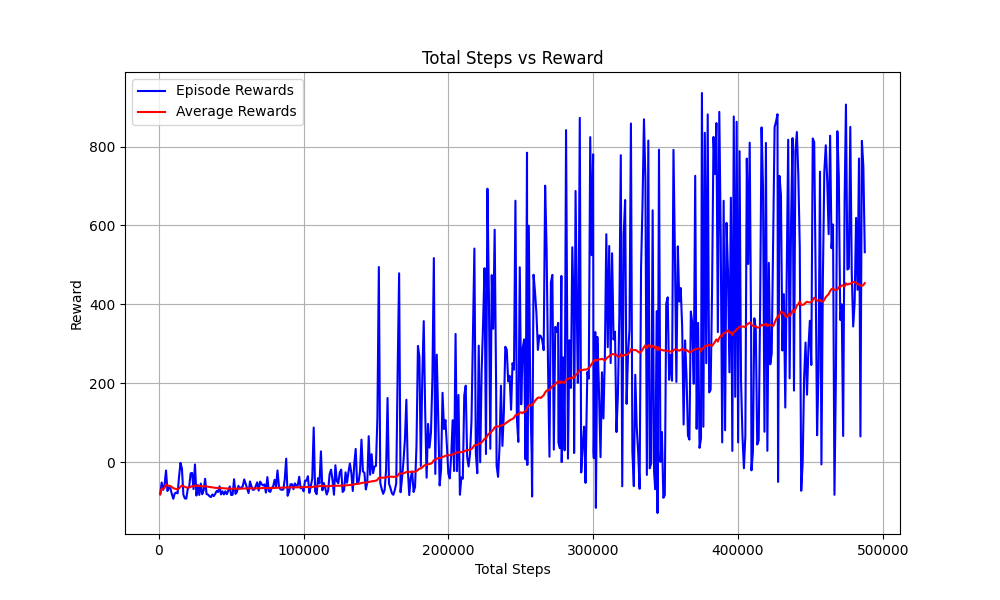 Total Steps vs Reward
Episode Rewards
Average Rewards
Reward
800
600
400
200
0
0
100000
200000
300000
400000
500000
Total Steps